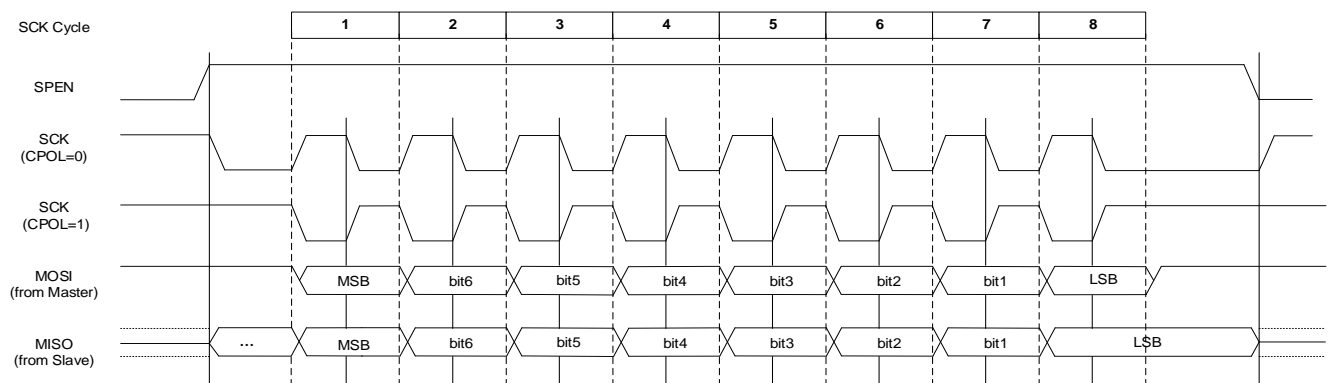 SCK Cycle 1 2 3 4 5 6 7 8
SPEN
SCK
(CPOL=0)
SCK
(CPOL=1)
MOSI
(from Master)
MSB bit6 bit5 bit4 bit3 bit2 bit1 LSB
MISO
(from Slave)
... MSB bit6 bit5 bit4 bit3 bit2 bit1 LSB